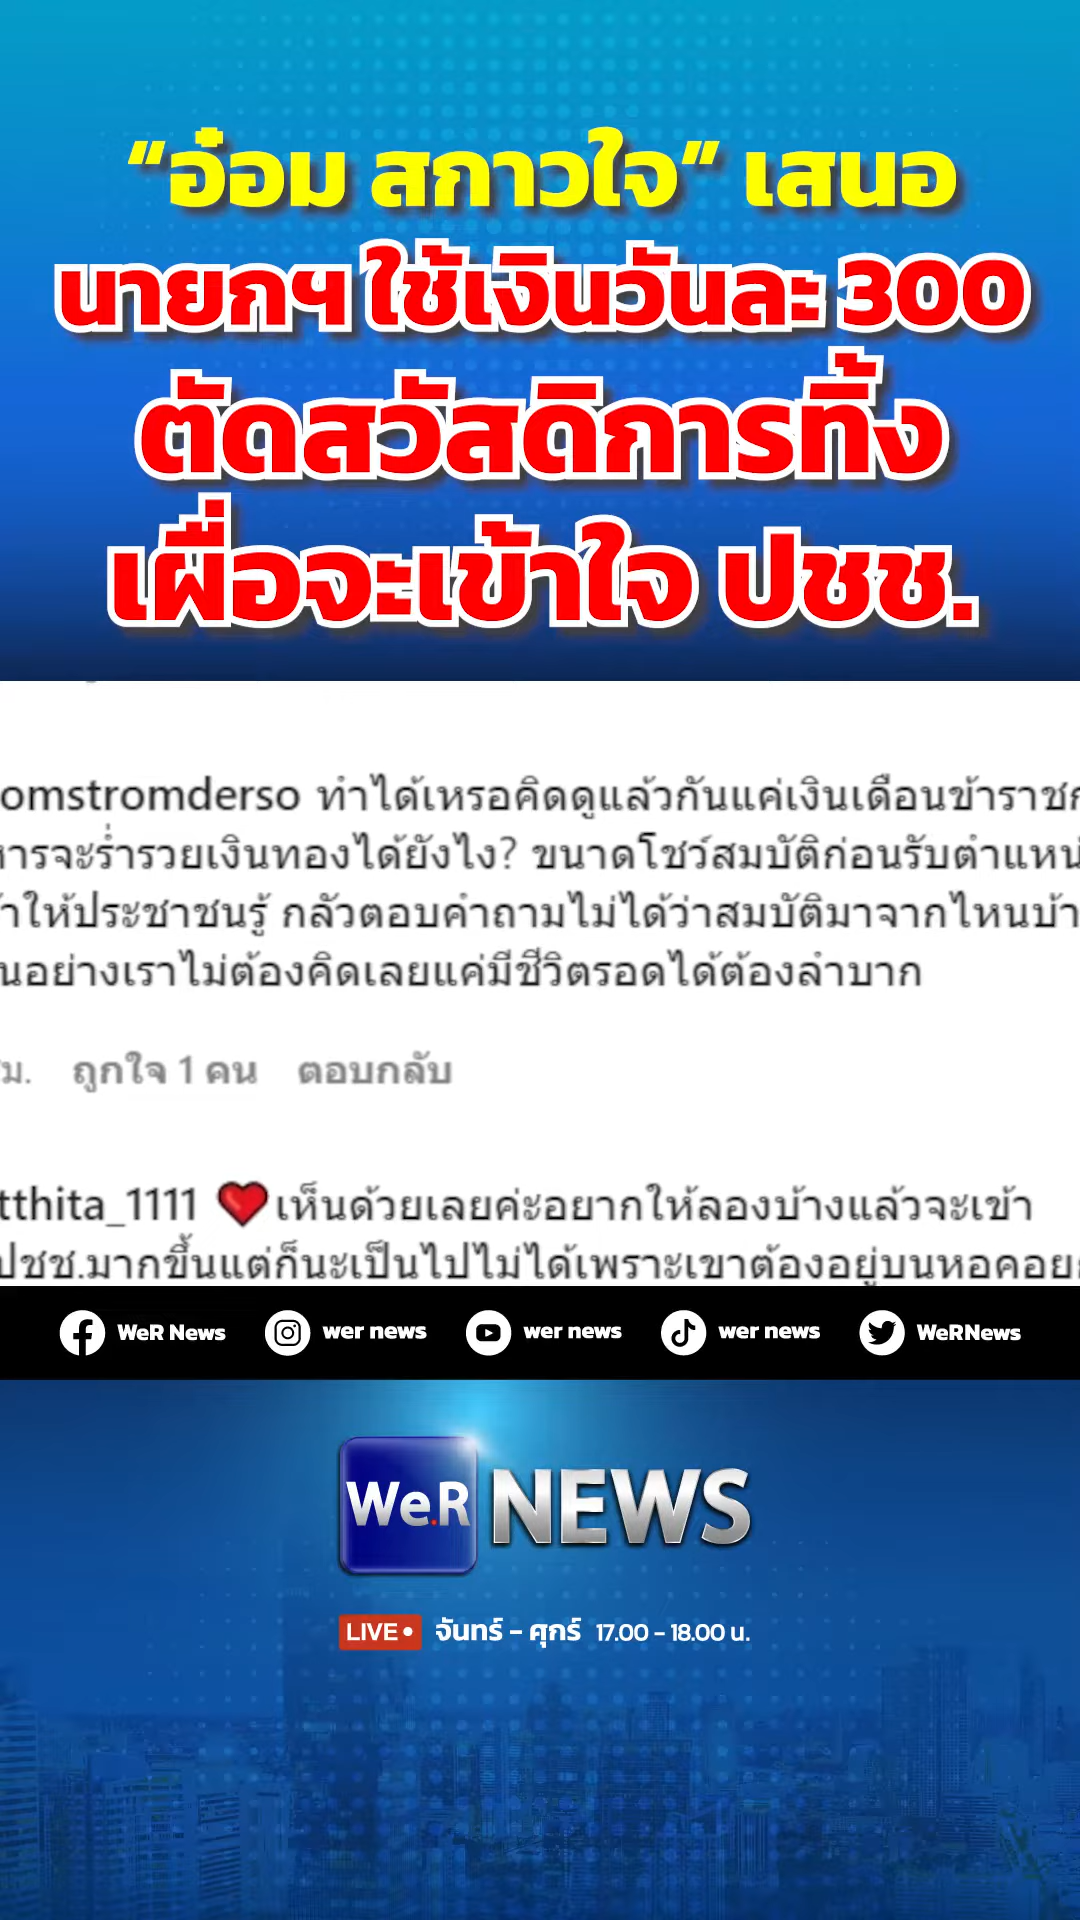 “อ๋อม สกาวใจ” เสนอ
นายกฯ ใช้เงินวันละ 300
ตัดสวัสดิการทิ้ง
เผื่อจะเข้าใจ ปชช.
omstromderso ทำได้เหรอคิดดูแล้วกันแค่เงินเดือนข้าราชก
หารจะร่ำรวยเงินทองได้ยังไง? ขนาดโชว์สมบัติก่อนรับตำแหน่
าให้ประชาชนรู้ กลัวตอบคำถามไม่ได้ว่าสมบัติมาจากไหนบ้า
นอย่างเราไม่ต้องคิดเลยแค่มีชีวิตรอดได้ต้องลำบาก
ม. ถูกใจ 1 คน ตอบกลับ
tthita_1111 ❤️เห็นด้วยเลยค่ะอยากให้ลองบ้างแล้วจะเข้า
ปชช.มากขึ้นแต่ก็นะเป็นไปไม่ได้เพราะเขาต้องอยู่บนหอคอย
WeR News wer news wer news wer news WeRNews
We.R NEWS
LIVE • จันทร์ - ศุกร์ 17.00 - 18.00 น.